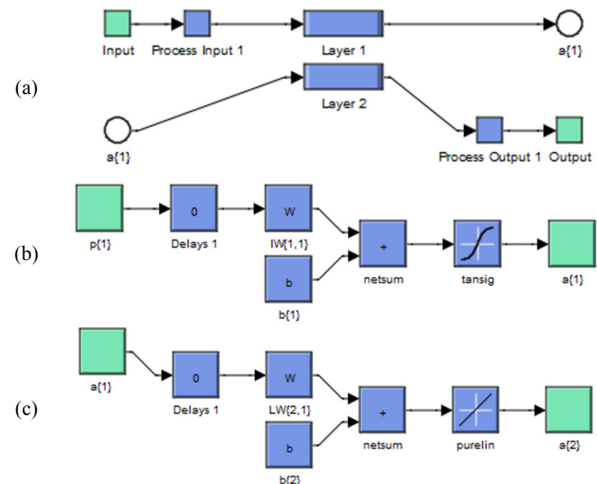 (a)
Input
Process Input 1
Layer 1
a{1}
a{1}
Layer 2
Process Output 1
Output
(b)
p{1}
0
Delays 1
W
IW{1,1}
b
b{1}
+
netsum
tansig
a{1}
(c)
a{1}
0
Delays 1
W
LW{2,1}
b
b{2}
+
netsum
purelin
a{2}